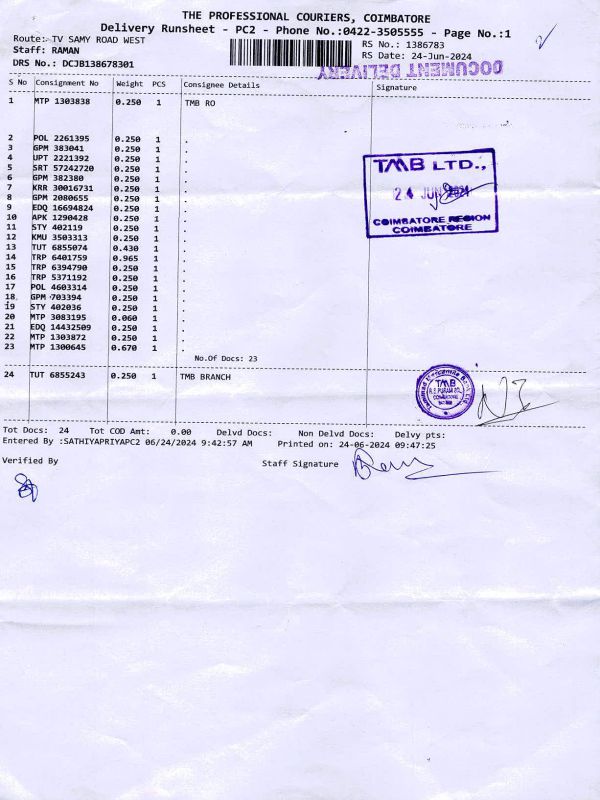 THE PROFESSIONAL COURIERS, COIMBATORE
Delivery Runsheet - PC2 - Phone No.:0422-3505555 - Page No.:1
Route: TV SAMY ROAD WEST
RS No.: 1386783
Staff: RAMAN
RS Date: 24-Jun-2024
DRS No.: DCJB138678301
DOCUMENT DELIVERY
S No Consignment No Weight PCS Consignee Details Signature
1 MTP 1303838 0.250 1 TMB RO
2 POL 2261395 0.250 1 .
3 GPM 383041 0.250 1 .
4 UPT 2221392 0.250 1 .
5 SRT 57242720 0.250 1 .
6 GPM 382380 0.250 1 .
7 KRR 30016731 0.250 1 .
8 GPM 2080655 0.250 1 .
9 EDQ 16694824 0.250 1 .
10 APK 1290428 0.250 1 .
11 STY 402119 0.250 1 .
12 KMU 3503313 0.250 1 .
13 TUT 6855074 0.430 1 .
14 TRP 6401759 0.965 1 .
15 TRP 6394790 0.250 1 .
16 TRP 5371192 0.250 1 .
17 POL 4603314 0.250 1 .
18 GPM 703394 0.250 1 .
19 STY 402036 0.250 1 .
20 MTP 3083195 0.060 1 .
21 EDQ 14432509 0.250 1 .
22 MTP 1303872 0.250 1 .
23 MTP 1300645 0.670 1 .
TMB LTD.,
24 JUN 2024
COIMBATORE REGION
COIMBATORE
No.Of Docs: 23
24 TUT 6855243 0.250 1 TMB BRANCH
TMB
R.S. PURAM
COIMBATORE
Tot Docs: 24 Tot COD Amt: 0.00 Delvd Docs: Non Delvd Docs: Delvy pts:
Entered By :SATHIYAPRIYAPC2 06/24/2024 9:42:57 AM Printed on: 24-06-2024 09:47:25
Verified By Staff Signature